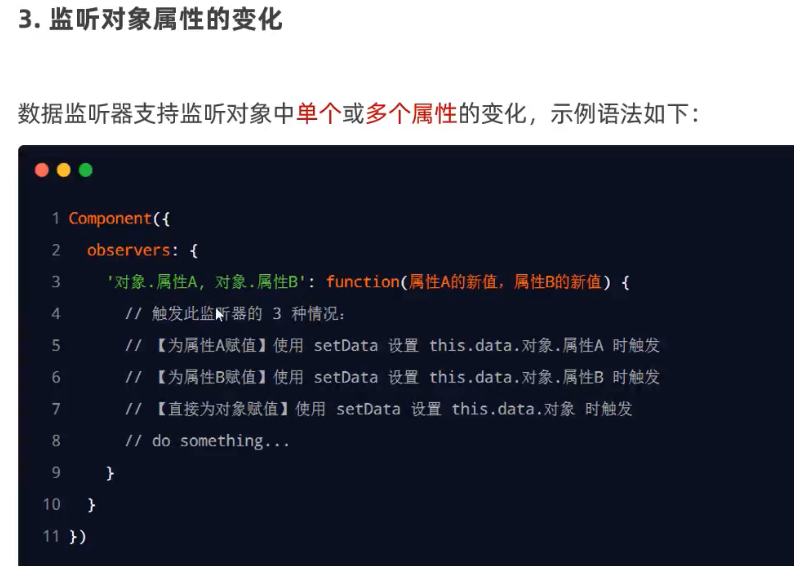 3. 监听对象属性的变化
数据监听器支持监听对象中单个或多个属性的变化，示例语法如下：
1 Component({
2 observers: {
3 '对象.属性A, 对象.属性B': function(属性A的新值, 属性B的新值) {
4 // 触发此监听器的 3 种情况:
5 // 【为属性A赋值】使用 setData 设置 this.data.对象.属性A 时触发
6 // 【为属性B赋值】使用 setData 设置 this.data.对象.属性B 时触发
7 // 【直接为对象赋值】使用 setData 设置 this.data.对象 时触发
8 // do something...
9 }
10 }
11 })